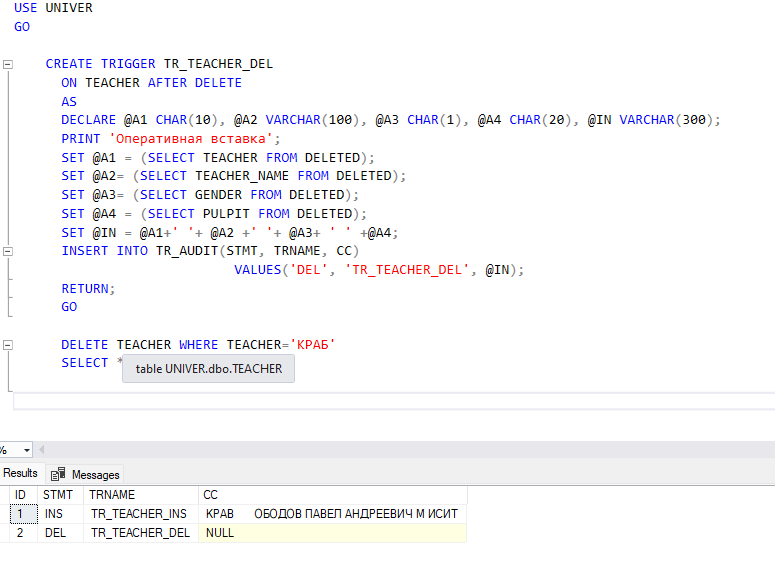 USE UNIVER
GO
CREATE TRIGGER TR_TEACHER_DEL
ON TEACHER AFTER DELETE
AS
DECLARE @A1 CHAR(10), @A2 VARCHAR(100), @A3 CHAR(1), @A4 CHAR(20), @IN VARCHAR(300);
PRINT 'Оперативная вставка';
SET @A1 = (SELECT TEACHER FROM DELETED);
SET @A2= (SELECT TEACHER_NAME FROM DELETED);
SET @A3= (SELECT GENDER FROM DELETED);
SET @A4 = (SELECT PULPIT FROM DELETED);
SET @IN = @A1+' '+ @A2 +' '+ @A3+ ' ' +@A4;
INSERT INTO TR_AUDIT(STMT, TRNAME, CC)
VALUES('DEL', 'TR_TEACHER_DEL', @IN);
RETURN;
GO
DELETE TEACHER WHERE TEACHER='КРАБ'
SELECT *
table UNIVER.dbo.TEACHER
%
Results Messages
ID STMT TRNAME CC
1 INS TR_TEACHER_INS КРАВ ОБОДОВ ПАВЕЛ АНДРЕЕВИЧ М ИСИТ
2 DEL TR_TEACHER_DEL NULL